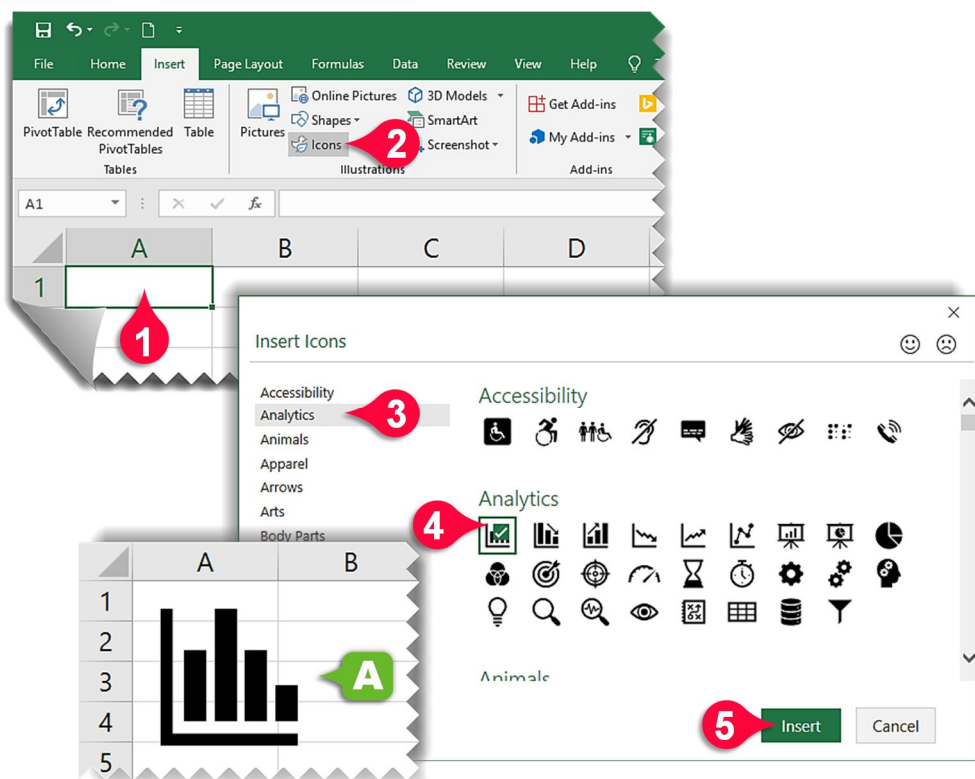 File Home Insert Page Layout Formulas Data Review View Help
PivotTable Recommended PivotTables Table
Tables
Pictures
Online Pictures
Shapes
Icons
3D Models
SmartArt
Screenshot
Illustrations
Get Add-ins
My Add-ins
Add-ins
2
A1
fx
A B C D
1
1
Insert Icons
Accessibility
Analytics
Animals
Apparel
Arrows
Arts
Body Parts
3
Accessibility
Analytics
4
Animals
A B
1
2
3
4
5
A
5
Insert
Cancel